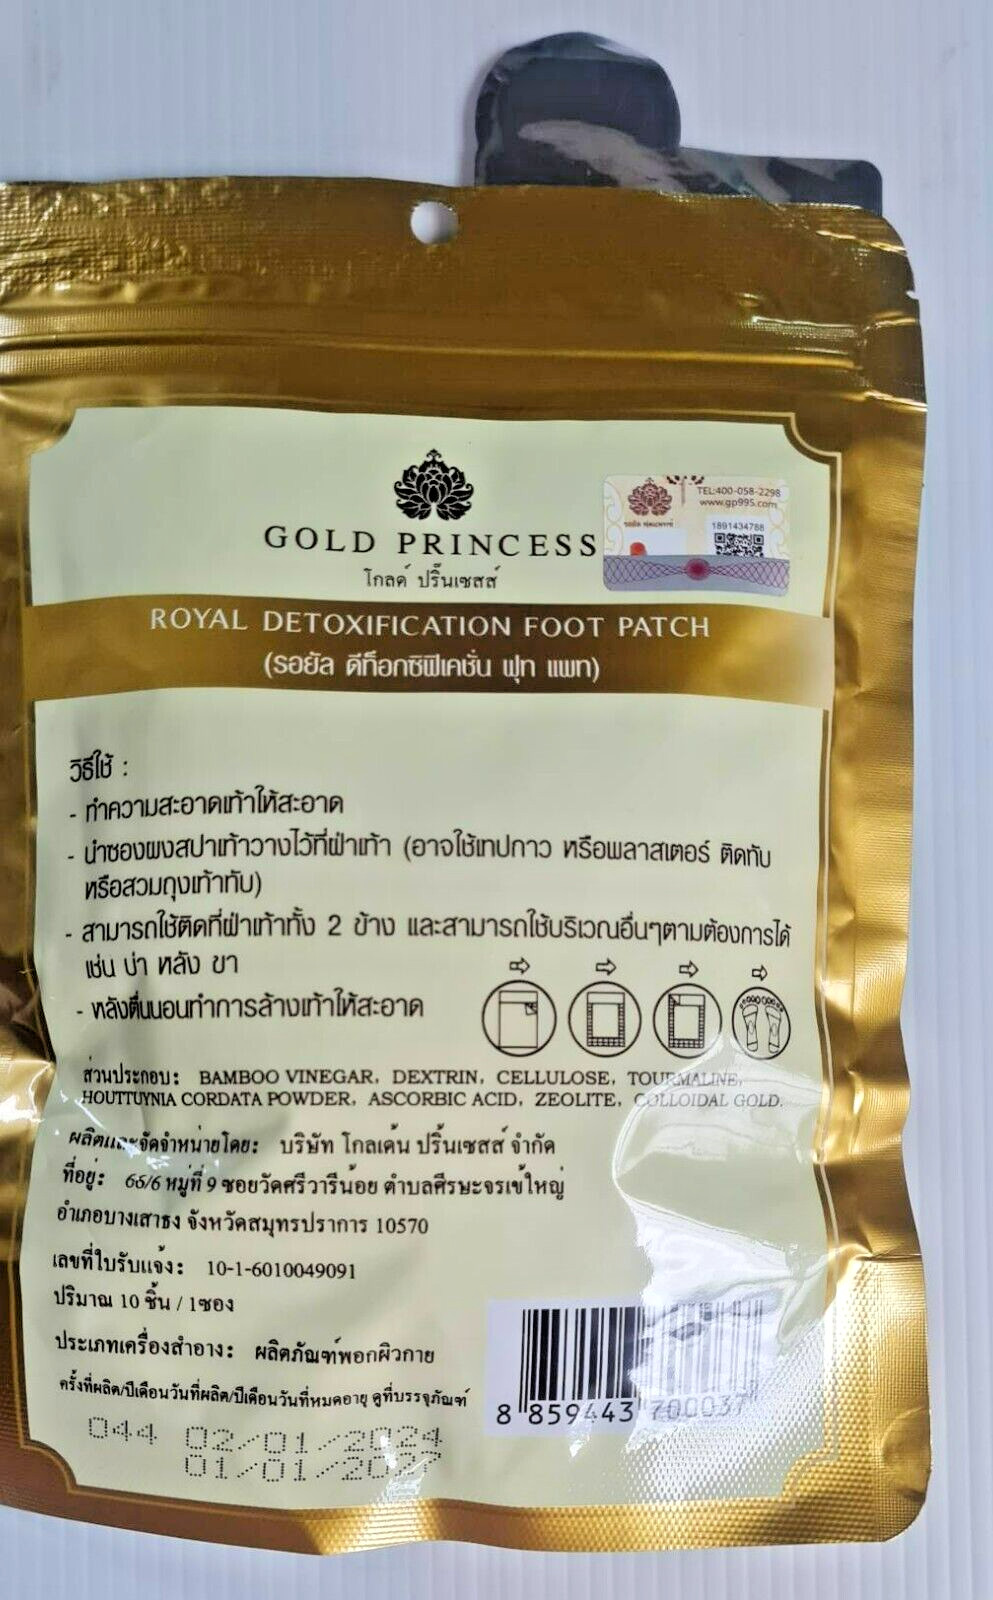 GOLD PRINCESS
โกลด์ ปริ๊นเซสส์
TEL:400-058-2298
www.gp995.com
1891434788
ROYAL DETOXIFICATION FOOT PATCH
(รอยัล ดีท็อกซิฟิเคชั่น ฟุท แพท)
วิธีใช้ :
- ทำความสะอาดเท้าให้สะอาด
- นำซองผงสปาเท้าวางไว้ที่ฝ่าเท้า (อาจใช้เทปกาว หรือพลาสเตอร์ ติดทับ
หรือสวมถุงเท้าทับ)
- สามารถใช้ติดที่ฝ่าเท้าทั้ง 2 ข้าง และสามารถใช้บริเวณอื่นๆตามต้องการได้
เช่น บ่า หลัง ขา
- หลังตื่นนอนทำการล้างเท้าให้สะอาด
ส่วนประกอบ: BAMBOO VINEGAR, DEXTRIN, CELLULOSE, TOURMALINE,
HOUTTUYNIA CORDATA POWDER, ASCORBIC ACID, ZEOLITE, COLLOIDAL GOLD.
ผลิตและจัดจำหน่ายโดย: บริษัท โกลเด้น ปริ้นเซสส์ จำกัด
ที่อยู่: 66/6 หมู่ที่ 9 ซอยวัดศรีวารีน้อย ตำบลศีรษะจรเข้ใหญ่
อำเภอบางเสาธง จังหวัดสมุทรปราการ 10570
เลขที่ใบรับแจ้ง: 10-1-6010049091
ปริมาณ 10 ชิ้น / 1ซอง
ประเภทเครื่องสำอาง: ผลิตภัณฑ์พอกผิวกาย
ครั้งที่ผลิต/ปีเดือนวันที่ผลิต/ปีเดือนวันที่หมดอายุ ดูที่บรรจุภัณฑ์
044 02/01/2024
01/01/2027
8 859443 700037